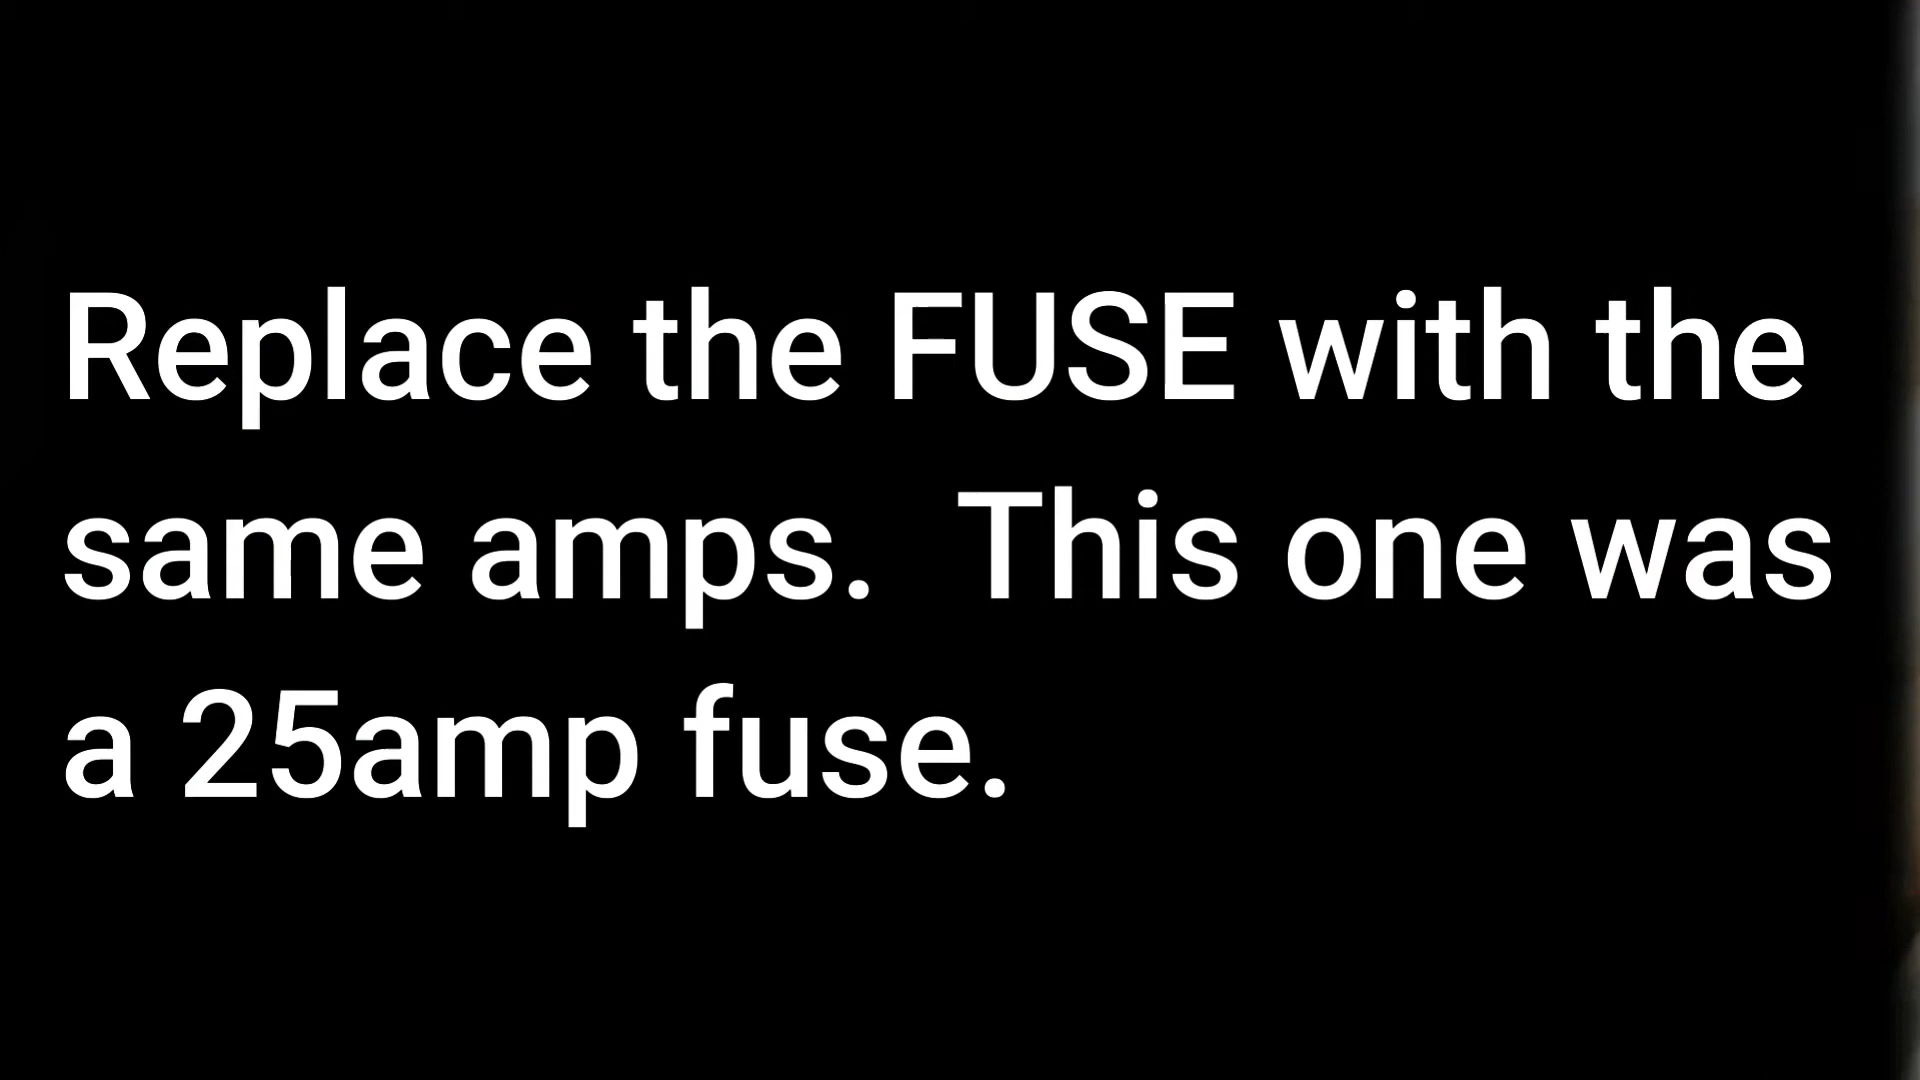 Replace the FUSE with the
same amps.  This one was
a 25amp fuse.